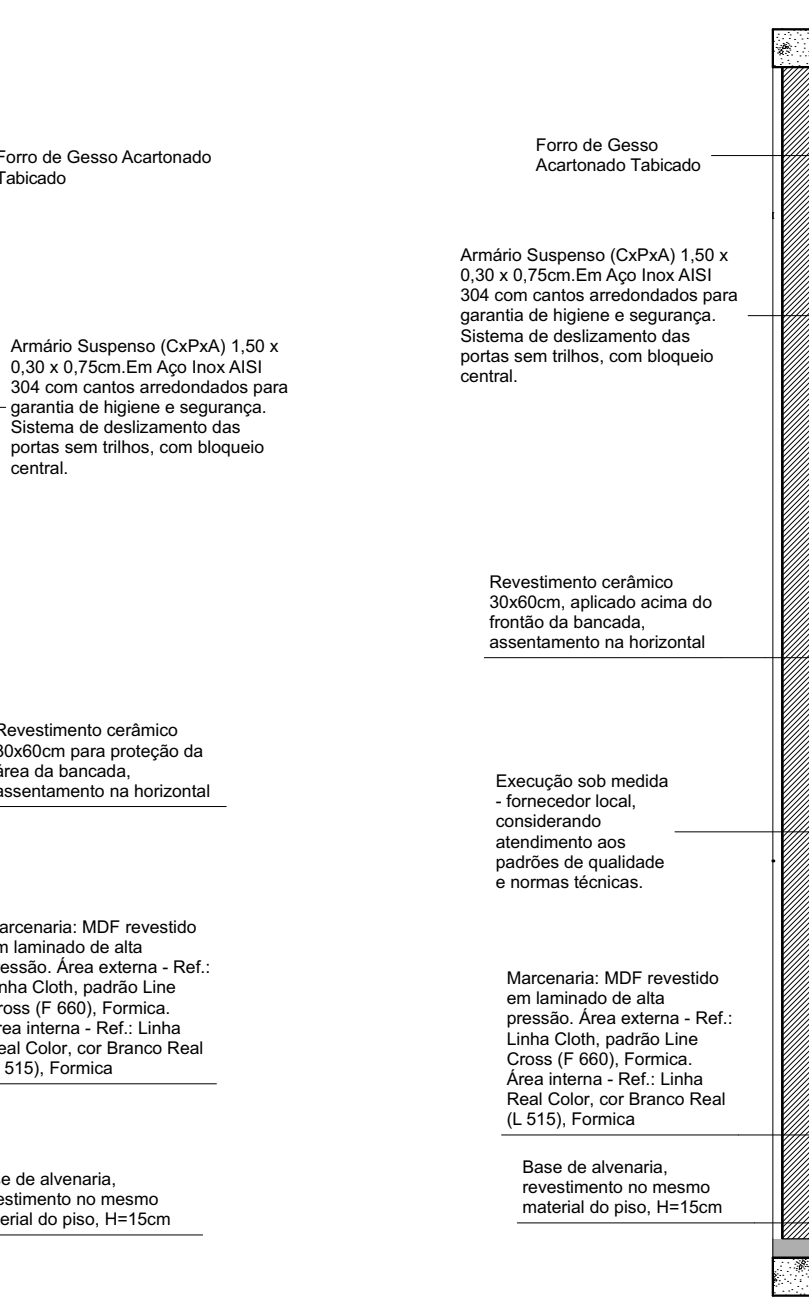 Forro de Gesso Acartonado
Tabicado
Armário Suspenso (CxPxA) 1,50 x
0,30 x 0,75cm.Em Aço Inox AISI
304 com cantos arredondados para
garantia de higiene e segurança.
Sistema de deslizamento das
portas sem trilhos, com bloqueio
central.
Revestimento cerâmico
30x60cm para proteção da
área da bancada,
assentamento na horizontal
arcenaria: MDF revestido
m laminado de alta
essão. Área externa - Ref.:
nha Cloth, padrão Line
ross (F 660), Formica.
rea interna - Ref.: Linha
eal Color, cor Branco Real
515), Formica
e de alvenaria,
estimento no mesmo
erial do piso, H=15cm
Forro de Gesso
Acartonado Tabicado
Armário Suspenso (CxPxA) 1,50 x
0,30 x 0,75cm.Em Aço Inox AISI
304 com cantos arredondados para
garantia de higiene e segurança.
Sistema de deslizamento das
portas sem trilhos, com bloqueio
central.
Revestimento cerâmico
30x60cm, aplicado acima do
frontão da bancada,
assentamento na horizontal
Execução sob medida
- fornecedor local,
considerando
atendimento aos
padrões de qualidade
e normas técnicas.
Marcenaria: MDF revestido
em laminado de alta
pressão. Área externa - Ref.:
Linha Cloth, padrão Line
Cross (F 660), Formica.
Área interna - Ref.: Linha
Real Color, cor Branco Real
(L 515), Formica
Base de alvenaria,
revestimento no mesmo
material do piso, H=15cm